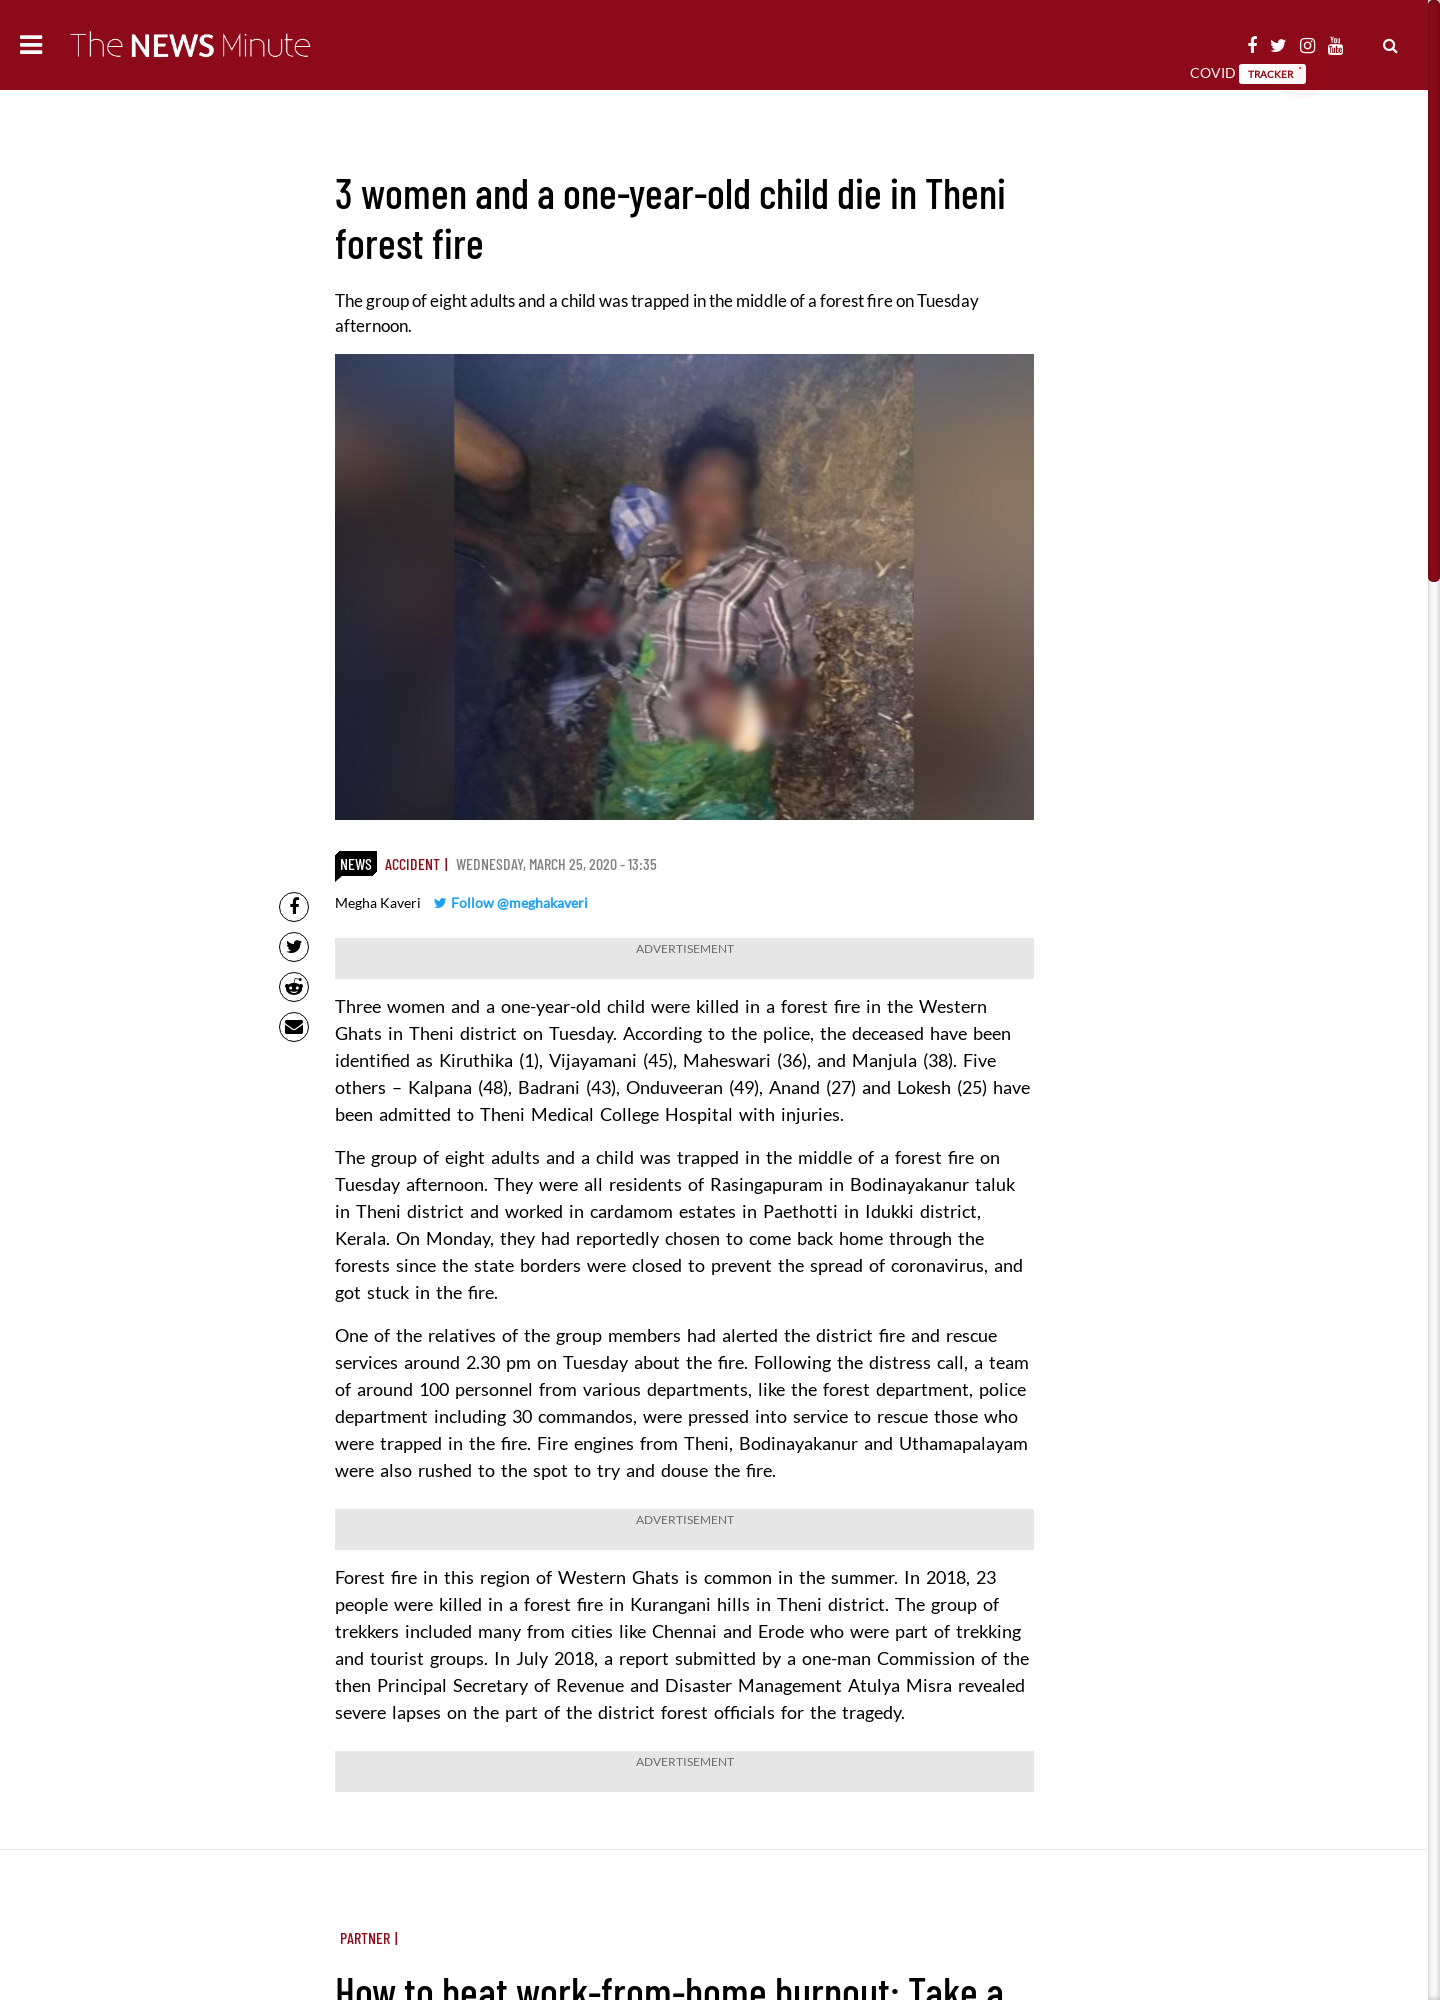 The NEWS Minute
You
Tube
COVID TRACKER
3 women and a one-year-old child die in Theni
forest fire
The group of eight adults and a child was trapped in the middle of a forest fire on Tuesday
afternoon.
NEWS ACCIDENT | WEDNESDAY, MARCH 25, 2020 - 13:35
Megha Kaveri Follow @meghakaveri
ADVERTISEMENT
Three women and a one-year-old child were killed in a forest fire in the Western
Ghats in Theni district on Tuesday. According to the police, the deceased have been
identified as Kiruthika (1), Vijayamani (45), Maheswari (36), and Manjula (38). Five
others – Kalpana (48), Badrani (43), Onduveeran (49), Anand (27) and Lokesh (25) have
been admitted to Theni Medical College Hospital with injuries.
The group of eight adults and a child was trapped in the middle of a forest fire on
Tuesday afternoon. They were all residents of Rasingapuram in Bodinayakanur taluk
in Theni district and worked in cardamom estates in Paethotti in Idukki district,
Kerala. On Monday, they had reportedly chosen to come back home through the
forests since the state borders were closed to prevent the spread of coronavirus, and
got stuck in the fire.
One of the relatives of the group members had alerted the district fire and rescue
services around 2.30 pm on Tuesday about the fire. Following the distress call, a team
of around 100 personnel from various departments, like the forest department, police
department including 30 commandos, were pressed into service to rescue those who
were trapped in the fire. Fire engines from Theni, Bodinayakanur and Uthamapalayam
were also rushed to the spot to try and douse the fire.
ADVERTISEMENT
Forest fire in this region of Western Ghats is common in the summer. In 2018, 23
people were killed in a forest fire in Kurangani hills in Theni district. The group of
trekkers included many from cities like Chennai and Erode who were part of trekking
and tourist groups. In July 2018, a report submitted by a one-man Commission of the
then Principal Secretary of Revenue and Disaster Management Atulya Misra revealed
severe lapses on the part of the district forest officials for the tragedy.
ADVERTISEMENT
PARTNER |
How to beat work-from-home burnout: Take a